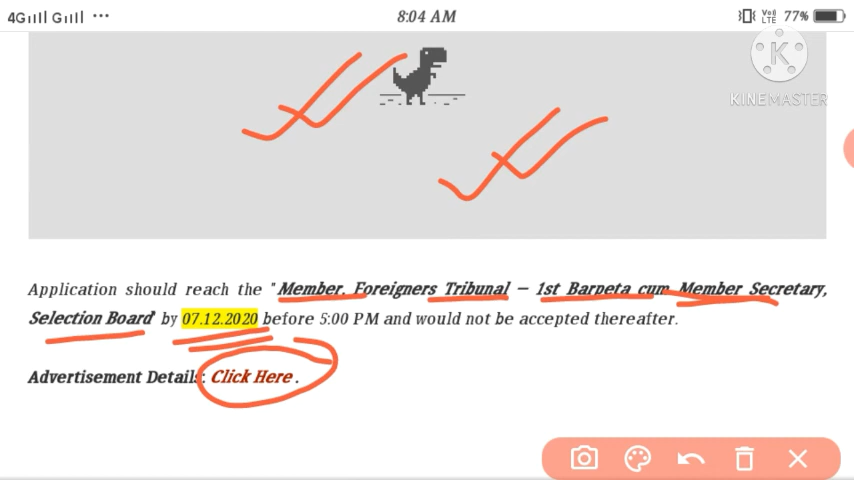 4G G ... 8:04 AM Vo) LTE 77%
K
KINEMASTER
Application should reach the "Member, Foreigners Tribunal – 1st Barpeta cum Member Secretary,
Selection Board" by 07.12.2020 before 5:00 PM and would not be accepted thereafter.
Advertisement Details: Click Here .